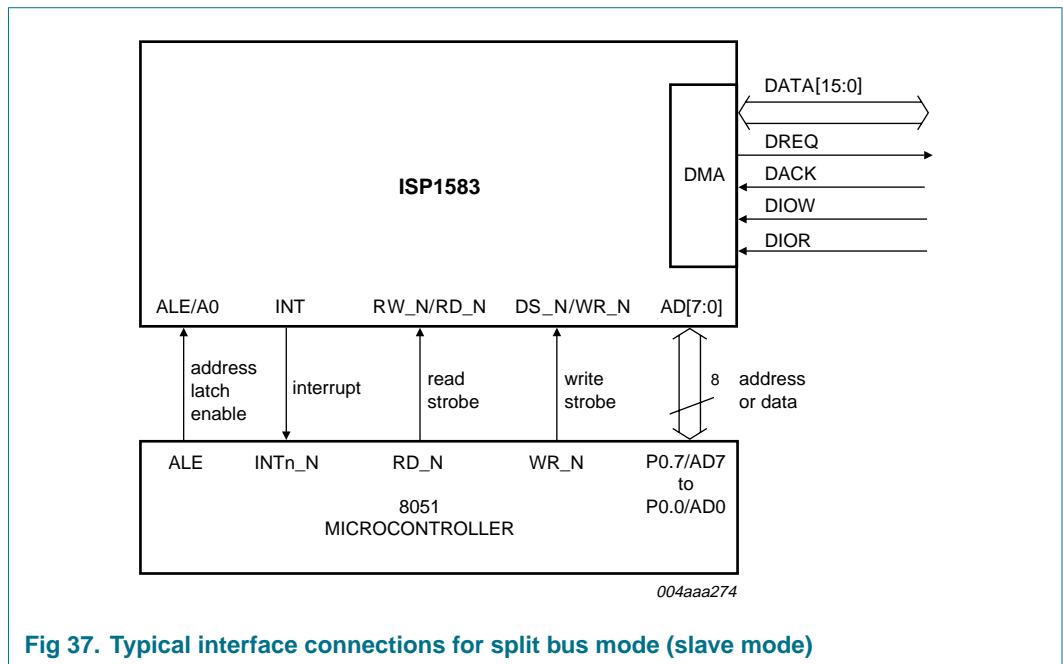 DATA[15:0]
DREQ
DMA
DACK
ISP1583
DIOW
DIOR
ALE/A0 INT RW_N/RD_N DS_N/WR_N AD[7:0]
address
latch
enable
interrupt
read
strobe
write
strobe
8
address
or data
ALE INTn_N RD_N WR_N P0.7/AD7
to
P0.0/AD0
8051
MICROCONTROLLER
004aaa274
Fig 37. Typical interface connections for split bus mode (slave mode)